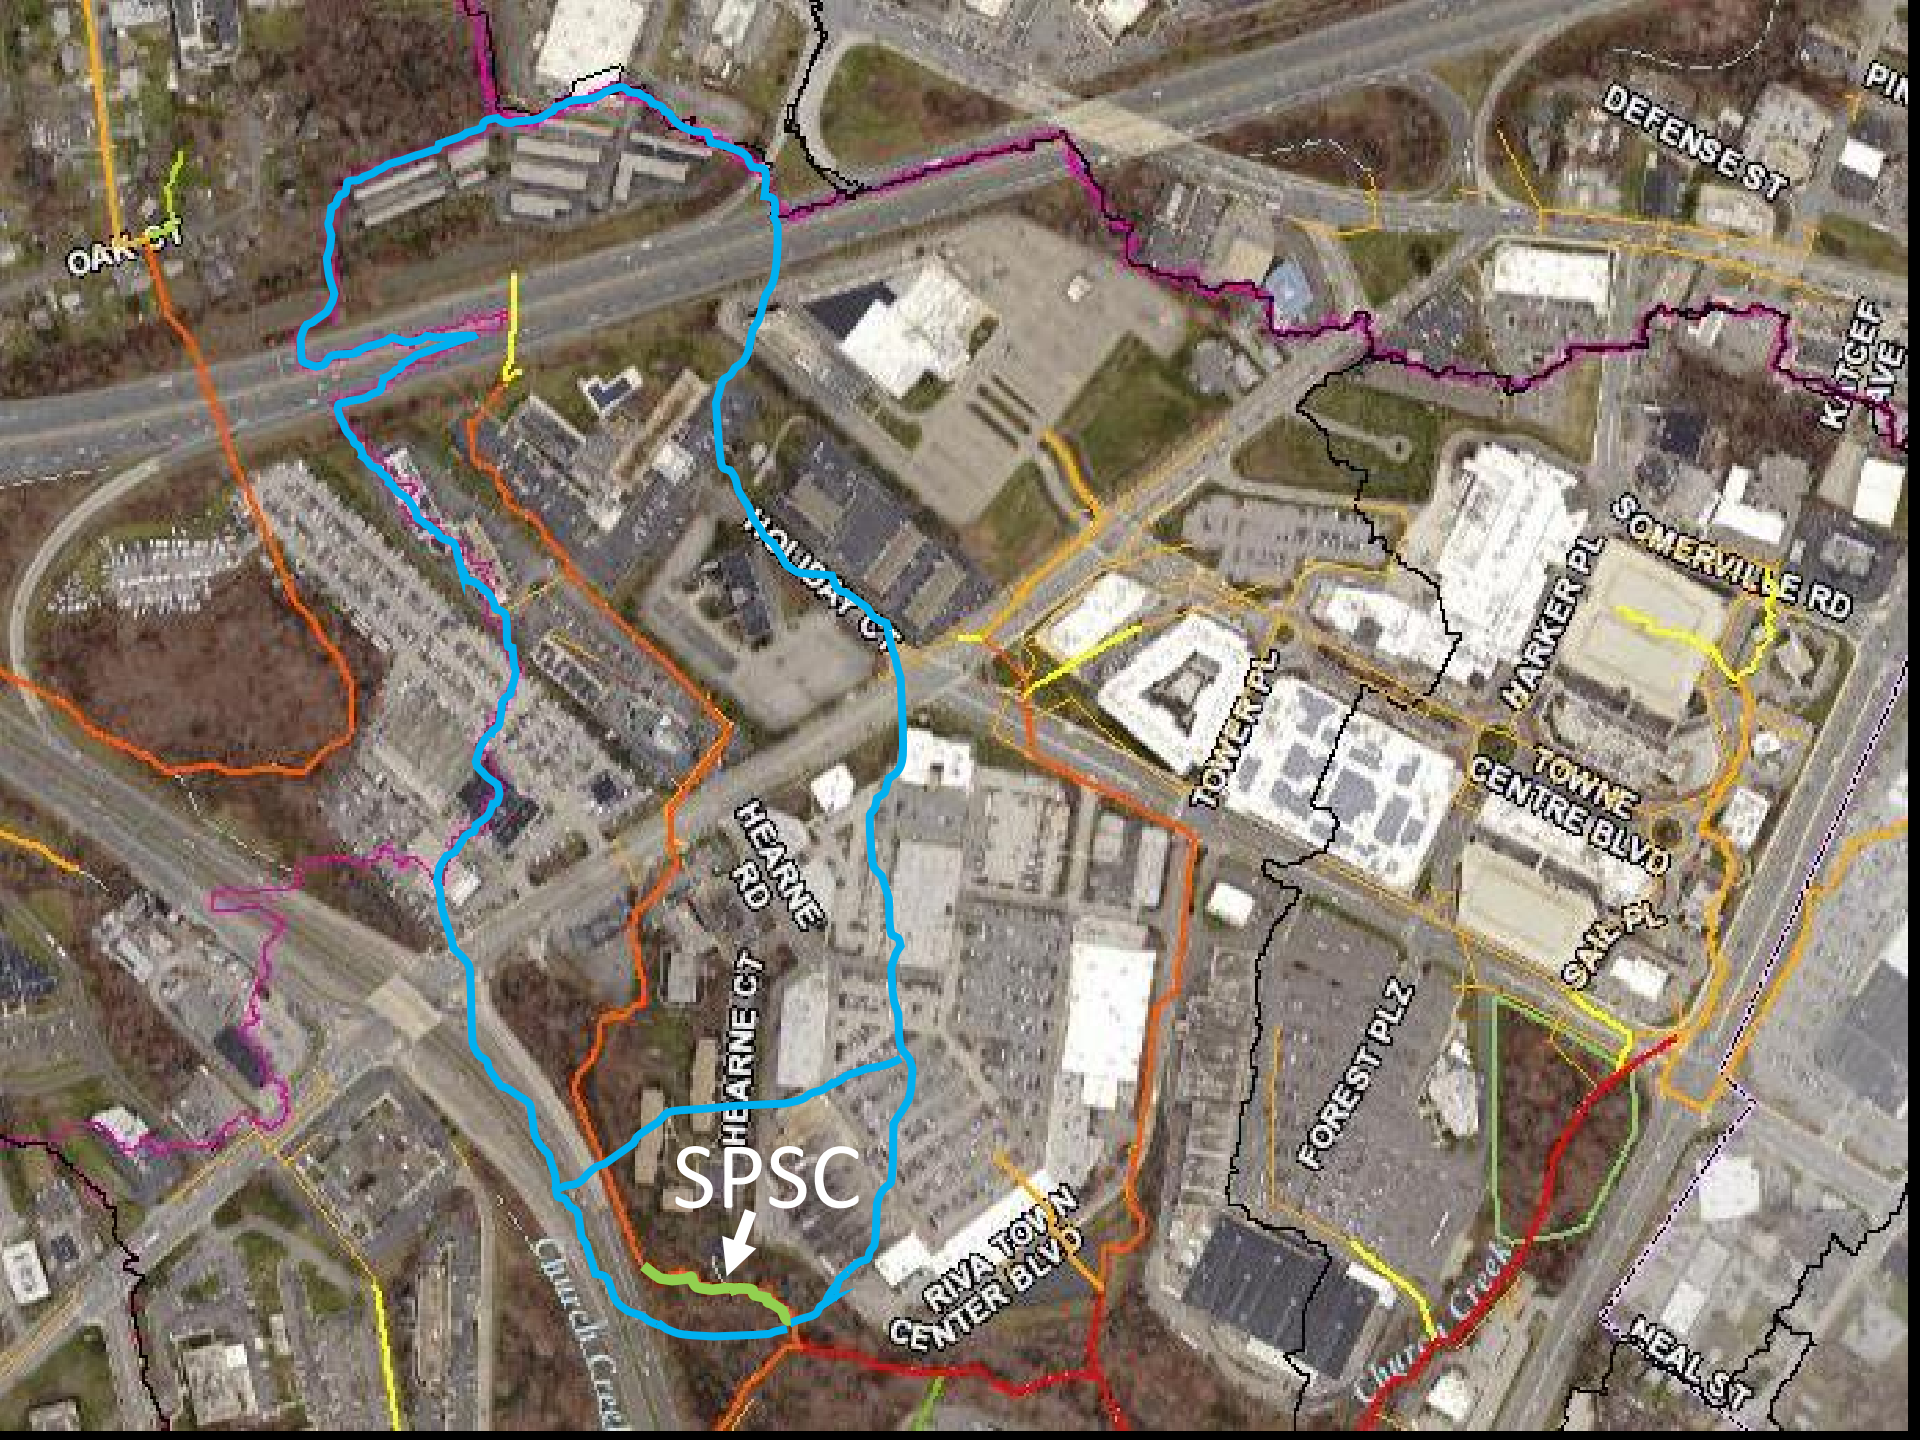 DEFENSE ST
PIN
OAK CT
KATCEF
AVE
SOMERVILLE RD
HOLIDAY CT
HARKER PL
TOWER PL
TOWNE
CENTRE BLVD
HEARNE
RD
SAIL PL
HEARNE CT
FOREST PLZ
SPSC
RIVA TOWN
CENTER BLVD
Church Creek
Church Creek
NEAL ST